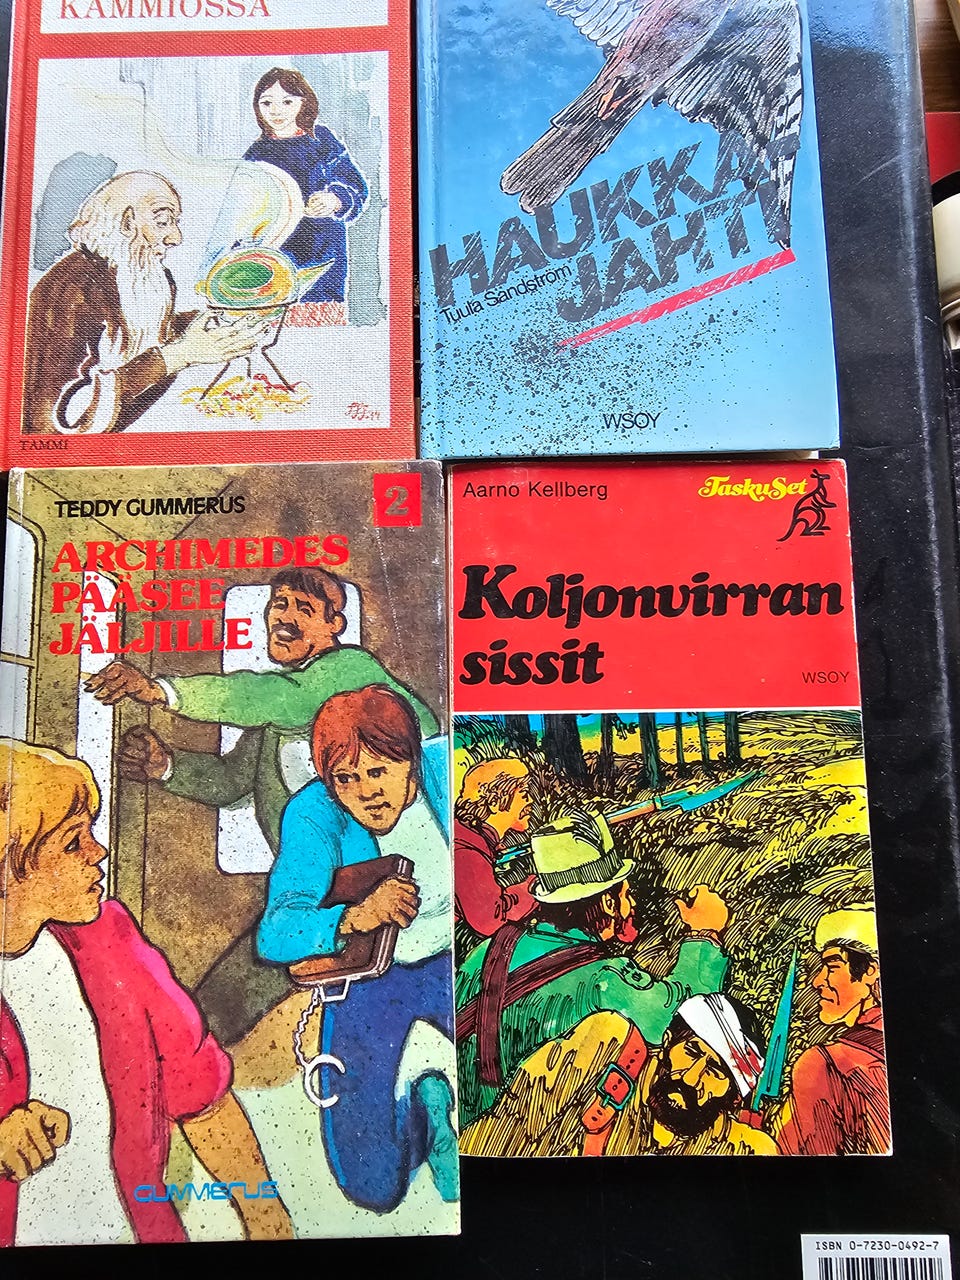 KAMMIOSSA
TAMMI
HAUKKA
JAHTI
Tuula Sandström
WSOY
TEDDY GUMMERUS
2
ARCHIMEDES
PÄÄSEE
JÄLJILLE
GUMMERUS
Aarno Kellberg
TaskuSet
Koljonvirran
sissit
WSOY
ISBN 0-7230-0492-7